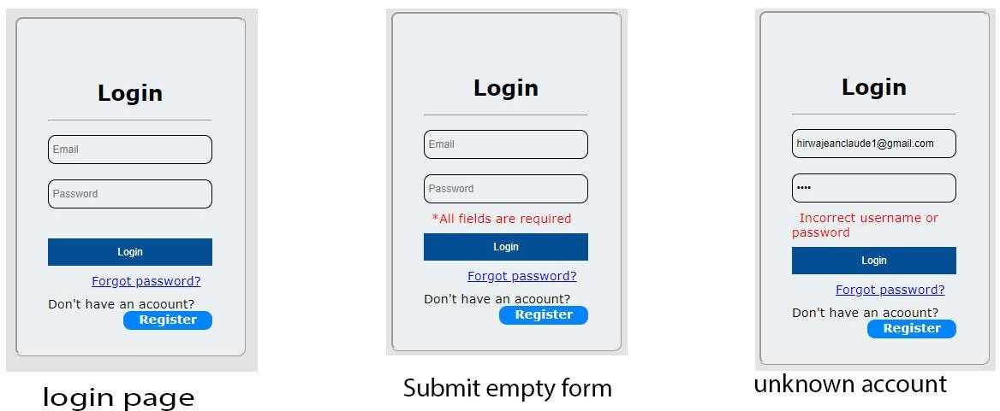 Login
Email
Password
Login
Forgot password?
Don't have an acoount?
Register
login page
Login
Email
Password
*All fields are required
Login
Forgot password?
Don't have an acoount?
Register
Submit empty form
Login
hirwajeanclaude1@gmail.com
••••
Incorrect username or
password
Login
Forgot password?
Don't have an acoount?
Register
unknown account